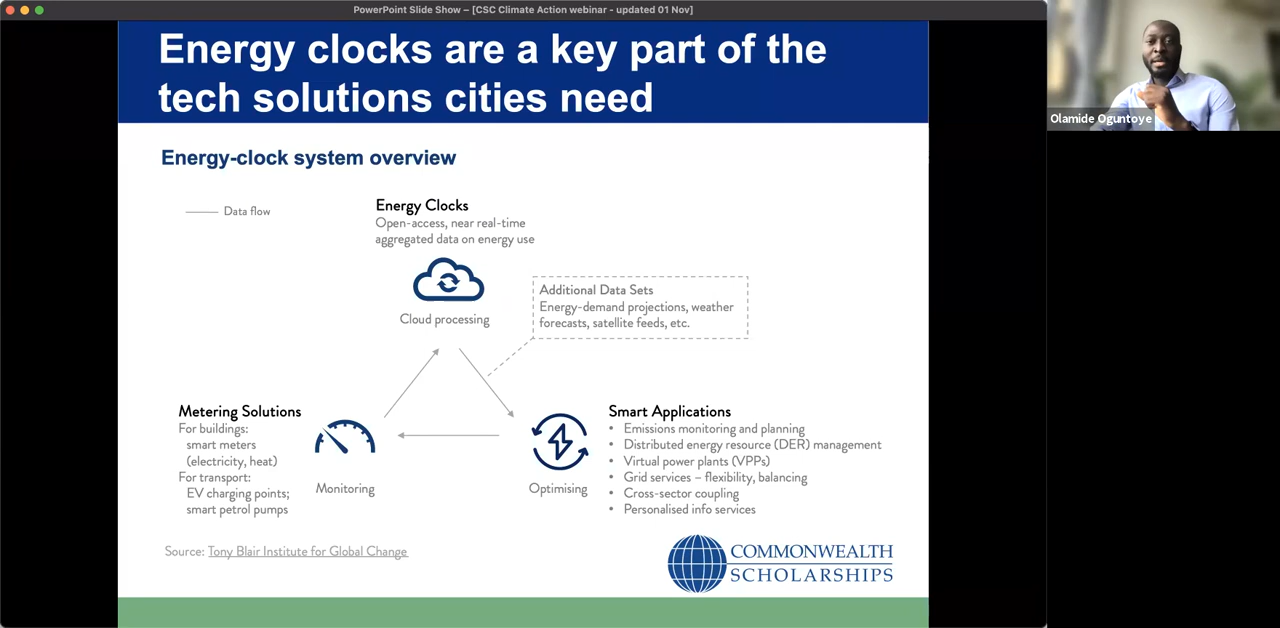 PowerPoint Slide Show – [CSC Climate Action webinar - updated 01 Nov]
Energy clocks are a key part of the
tech solutions cities need
Olamide Oguntoye
Energy-clock system overview
Data flow
Energy Clocks
Open-access, near real-time
aggregated data on energy use
Cloud processing
Additional Data Sets
Energy-demand projections, weather
forecasts, satellite feeds, etc.
Metering Solutions
For buildings:
smart meters
(electricity, heat)
For transport:
EV charging points;
smart petrol pumps
Monitoring
Optimising
Smart Applications
• Emissions monitoring and planning
• Distributed energy resource (DER) management
• Virtual power plants (VPPs)
• Grid services – flexibility, balancing
• Cross-sector coupling
• Personalised info services
Source: Tony Blair Institute for Global Change
COMMONWEALTH
SCHOLARSHIPS